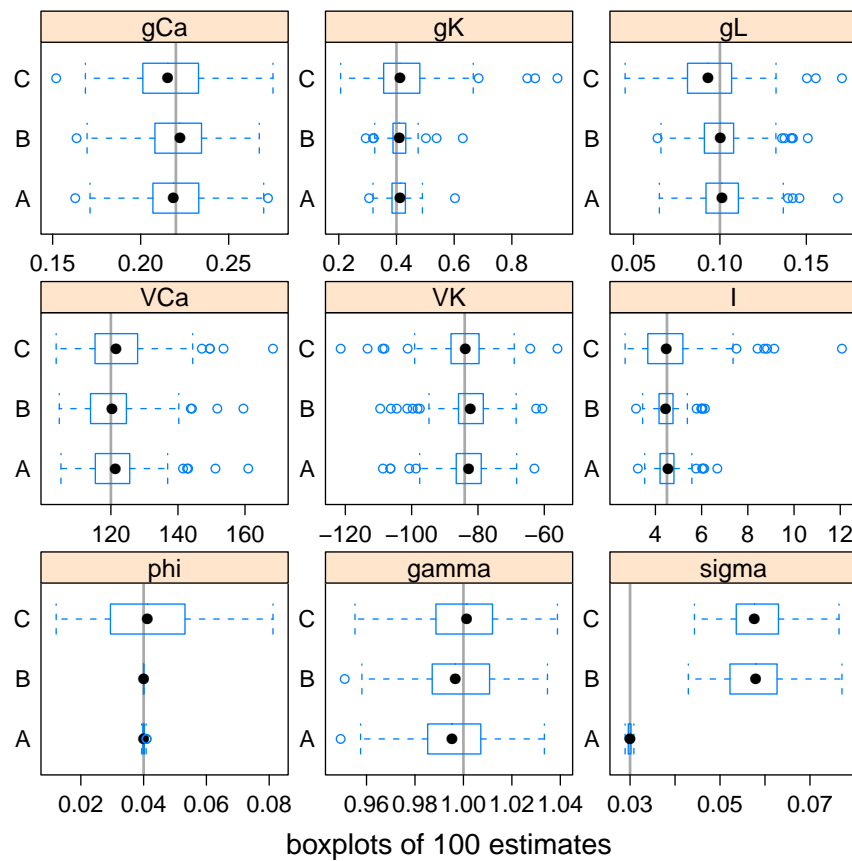 gCa gK gL
C
B
A
0.15 0.20 0.25 0.2 0.4 0.6 0.8 0.05 0.10 0.15
VCa VK I
C
B
A
120 140 160 −120 −100 −80 −60 4 6 8 10 12
phi gamma sigma
C
B
A
0.02 0.04 0.06 0.08 0.96 0.98 1.00 1.02 1.04 0.03 0.05 0.07
boxplots of 100 estimates